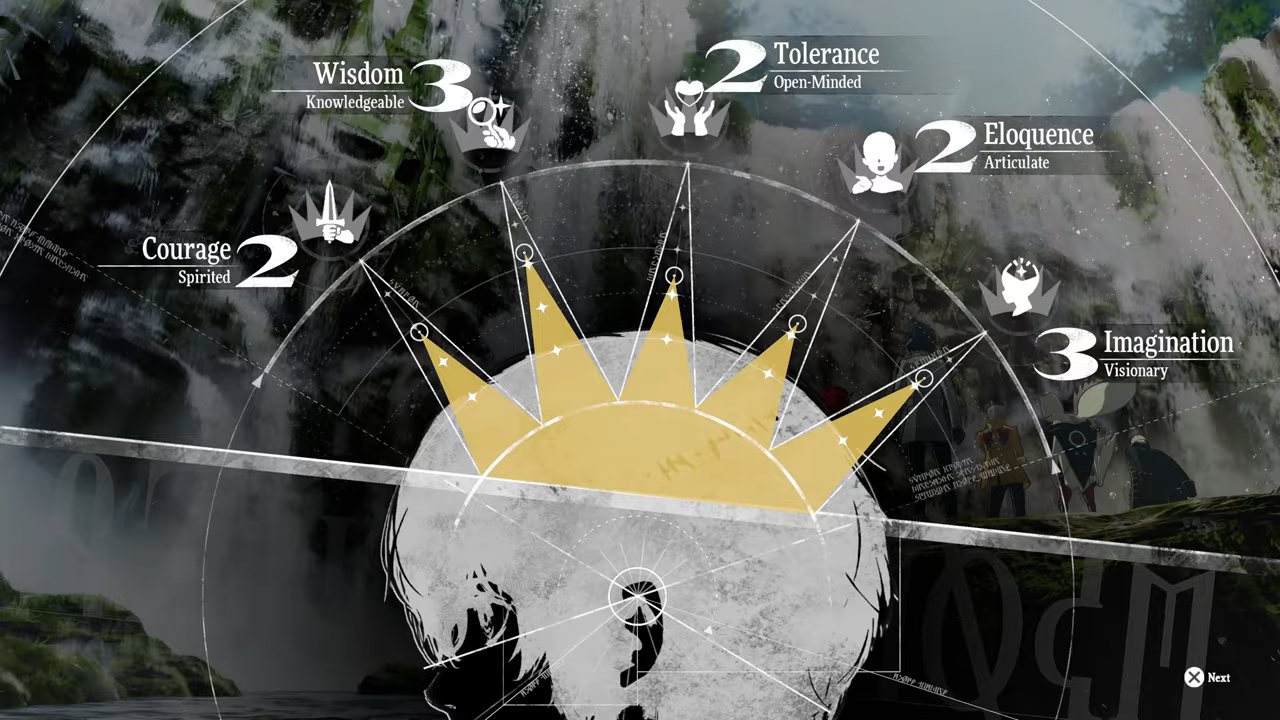 Wisdom 3
Knowledgeable
2 Tolerance
Open-Minded
2 Eloquence
Articulate
Courage 2
Spirited
3 Imagination
Visionary
Next